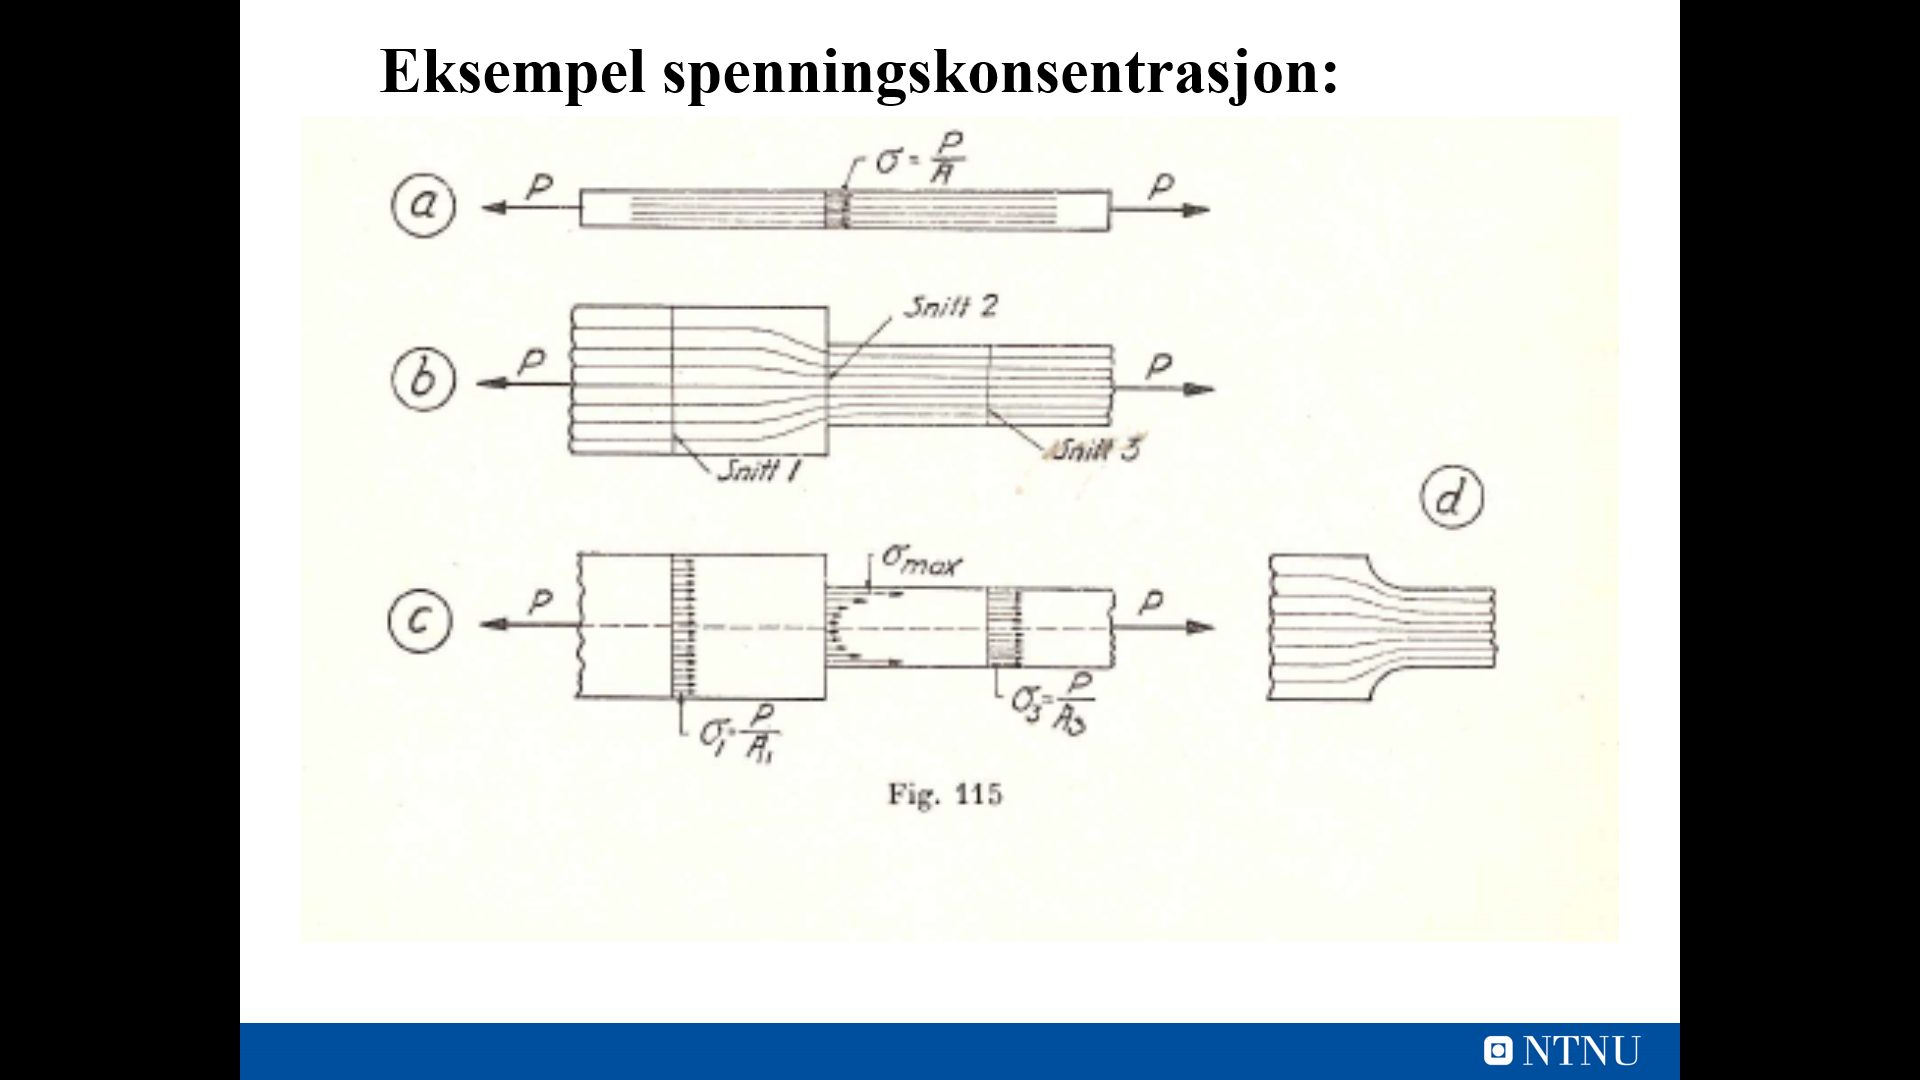 Eksempel spenningskonsentrasjon:
σ = P/A
a P P
Snitt 2
b P P
Snitt 3
Snitt 1
d
σmax
c P P
σ1 = P/A1
σ3 = P/A3
Fig. 115
NTNU